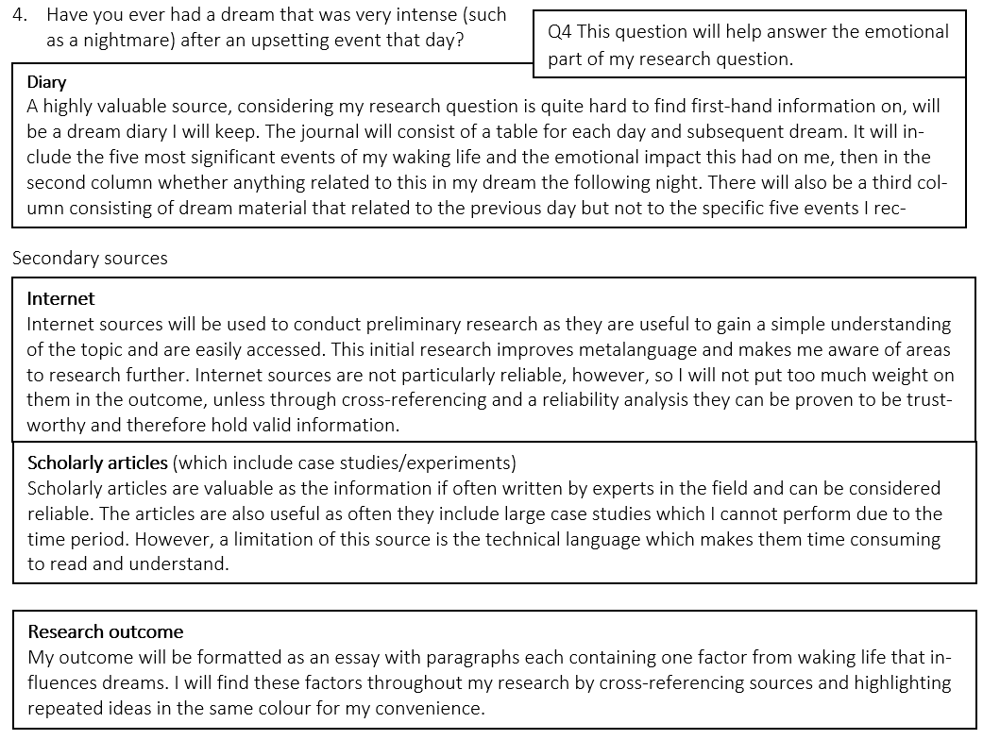 4. Have you ever had a dream that was very intense (such
as a nightmare) after an upsetting event that day?
Q4 This question will help answer the emotional
part of my research question.
Diary
A highly valuable source, considering my research question is quite hard to find first-hand information on, will
be a dream diary I will keep. The journal will consist of a table for each day and subsequent dream. It will in-
clude the five most significant events of my waking life and the emotional impact this had on me, then in the
second column whether anything related to this in my dream the following night. There will also be a third col-
umn consisting of dream material that related to the previous day but not to the specific five events I rec-
Secondary sources
Internet
Internet sources will be used to conduct preliminary research as they are useful to gain a simple understanding
of the topic and are easily accessed. This initial research improves metalanguage and makes me aware of areas
to research further. Internet sources are not particularly reliable, however, so I will not put too much weight on
them in the outcome, unless through cross-referencing and a reliability analysis they can be proven to be trust-
worthy and therefore hold valid information.
Scholarly articles (which include case studies/experiments)
Scholarly articles are valuable as the information if often written by experts in the field and can be considered
reliable. The articles are also useful as often they include large case studies which I cannot perform due to the
time period. However, a limitation of this source is the technical language which makes them time consuming
to read and understand.
Research outcome
My outcome will be formatted as an essay with paragraphs each containing one factor from waking life that in-
fluences dreams. I will find these factors throughout my research by cross-referencing sources and highlighting
repeated ideas in the same colour for my convenience.